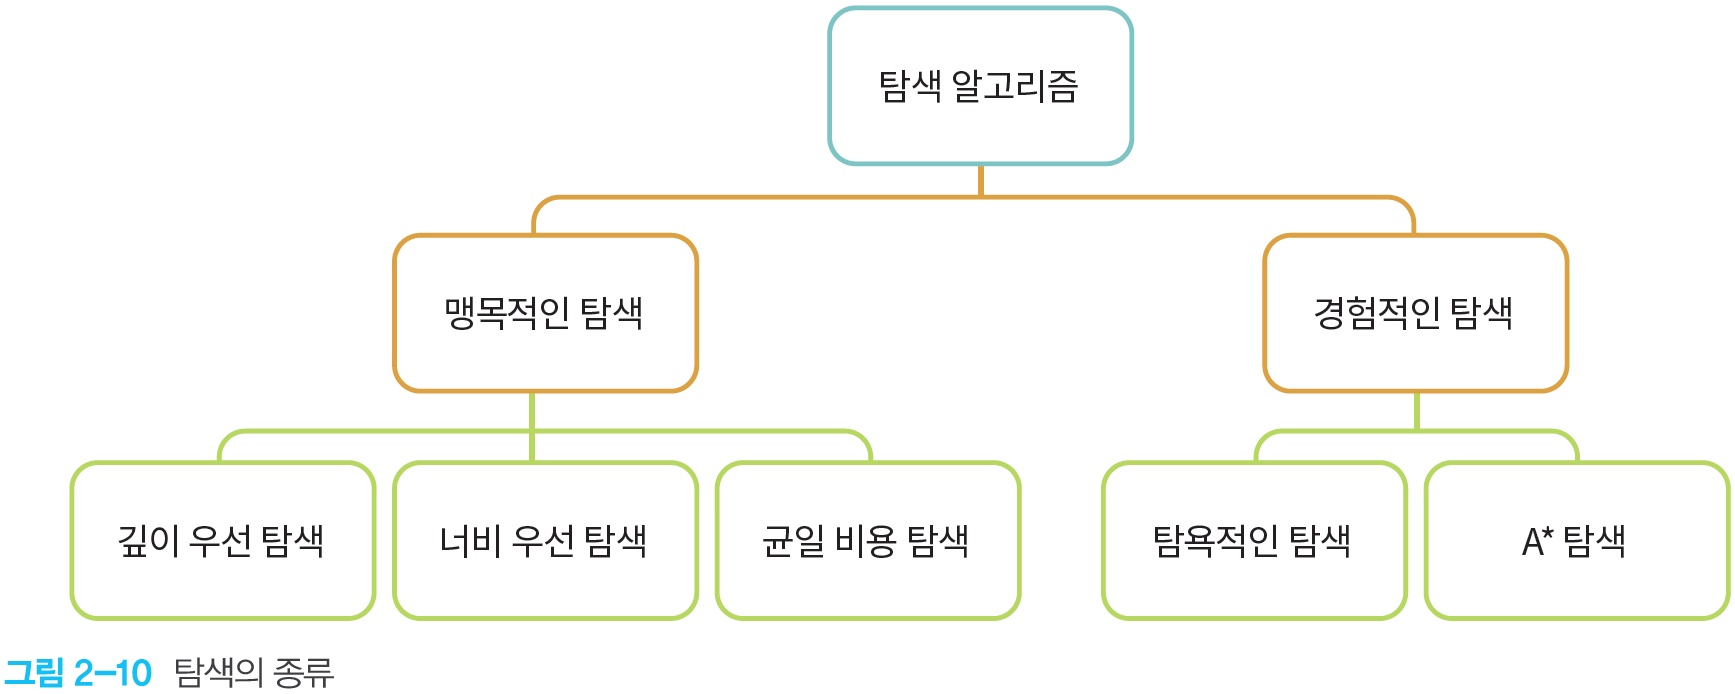 탐색 알고리즘
맹목적인 탐색
경험적인 탐색
깊이 우선 탐색
너비 우선 탐색
균일 비용 탐색
탐욕적인 탐색
A* 탐색
그림 2-10 탐색의 종류